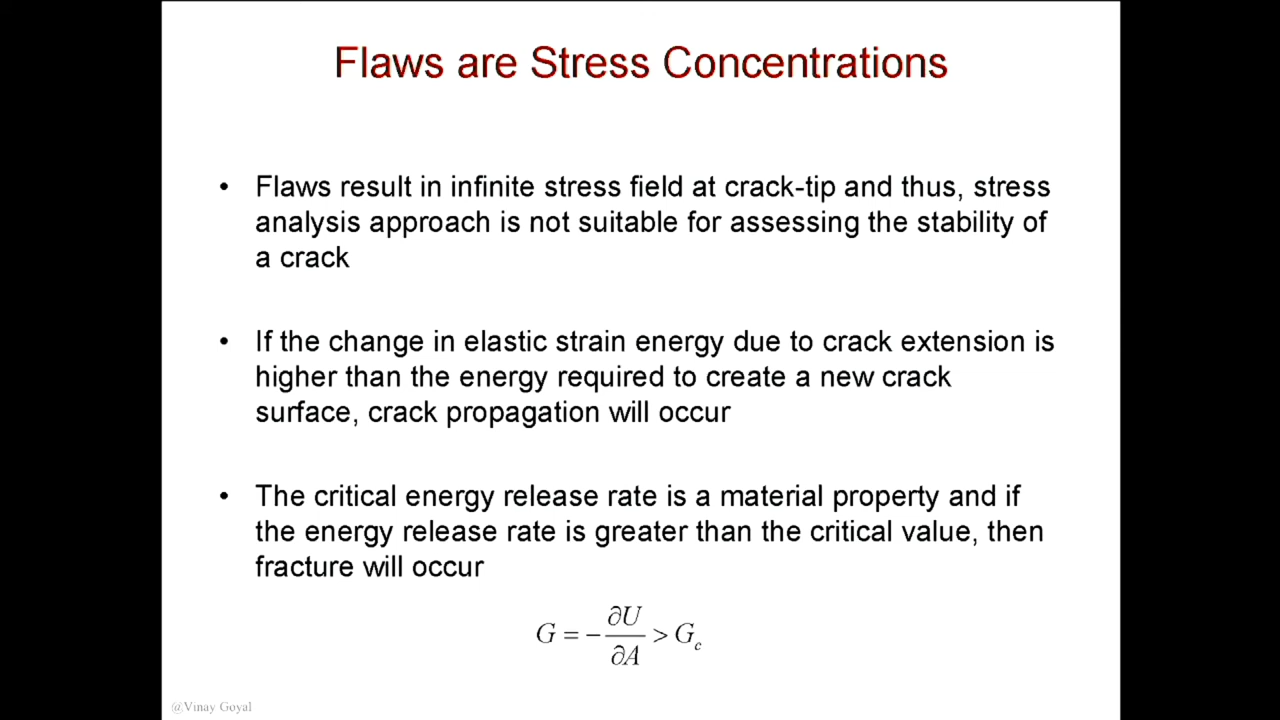 Flaws are Stress Concentrations
• Flaws result in infinite stress field at crack-tip and thus, stress
analysis approach is not suitable for assessing the stability of
a crack
• If the change in elastic strain energy due to crack extension is
higher than the energy required to create a new crack
surface, crack propagation will occur
• The critical energy release rate is a material property and if
the energy release rate is greater than the critical value, then
fracture will occur
G = −∂U/∂A > G_c
@Vinay Goyal